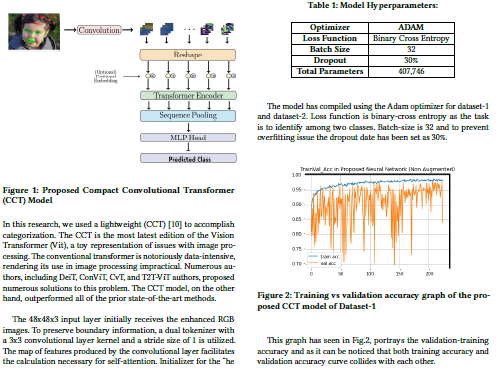 Convolution
Reshape
(Optional)
Positional
Embedding
Transformer Encoder
Sequence Pooling
MLP Head
Predicted Class
Figure 1: Proposed Compact Convolutional Transformer
(CCT) Model
In this research, we used a lightweight (CCT) [10] to accomplish
categorization. The CCT is the most latest edition of the Vision
Transformer (Vit), a toy representation of issues with image pro-
cessing. The conventional transformer is notoriously data-intensive,
rendering its use in image processing impractical. Numerous au-
thors, including DeiT, ConViT, CvT, and T2T-ViT authors, proposed
numerous solutions to this problem. The CCT model, on the other
hand, outperformed all of the prior state-of-the-art methods.
The 48x48x3 input layer initially receives the enhanced RGB
images. To preserve boundary information, a dual tokenizer with
a 3x3 convolutional layer kernel and a stride size of 1 is utilized.
The map of features produced by the convolutional layer facilitates
the calculation necessary for self-attention. Initializer for the "he
Table 1: Model Hyperparameters:
Optimizer ADAM
Loss Function Binary Cross Entropy
Batch Size 32
Dropout 30%
Total Parameters 407,746
The model has compiled using the Adam optimizer for dataset-1
and dataset-2. Loss function is binary-cross entropy as the task
is to identify among two classes. Batch-size is 32 and to prevent
overfitting issue the dropout date has been set as 30%.
Train/Val_Acc in Proposed Neural Network (Non Augmented)
1.00
0.95
0.90
0.85
0.80
0.75
0.70
train acc
val acc
0 50 100 150 200
Figure 2: Training vs validation accuracy graph of the pro-
posed CCT model of Dataset-1
This graph has seen in Fig.2, portrays the validation-training
accuracy and as it can be noticed that both training accuracy and
validation accuracy curve collides with each other.